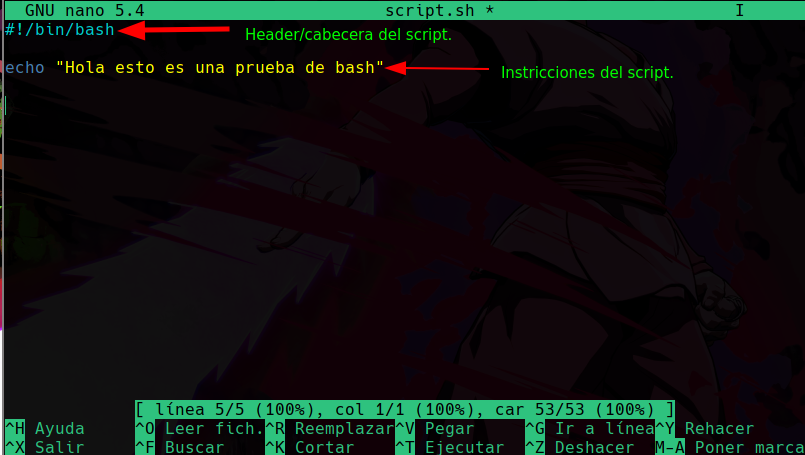 GNU nano 5.4 script.sh * I
#!/bin/bash
Header/cabecera del script.
echo "Hola esto es una prueba de bash"
Instricciones del script.
[ línea 5/5 (100%), col 1/1 (100%), car 53/53 (100%) ]
^H Ayuda ^O Leer fich. ^R Reemplazar ^V Pegar ^G Ir a línea ^Y Rehacer
^X Salir ^F Buscar ^K Cortar ^T Ejecutar ^Z Deshacer M-A Poner marca